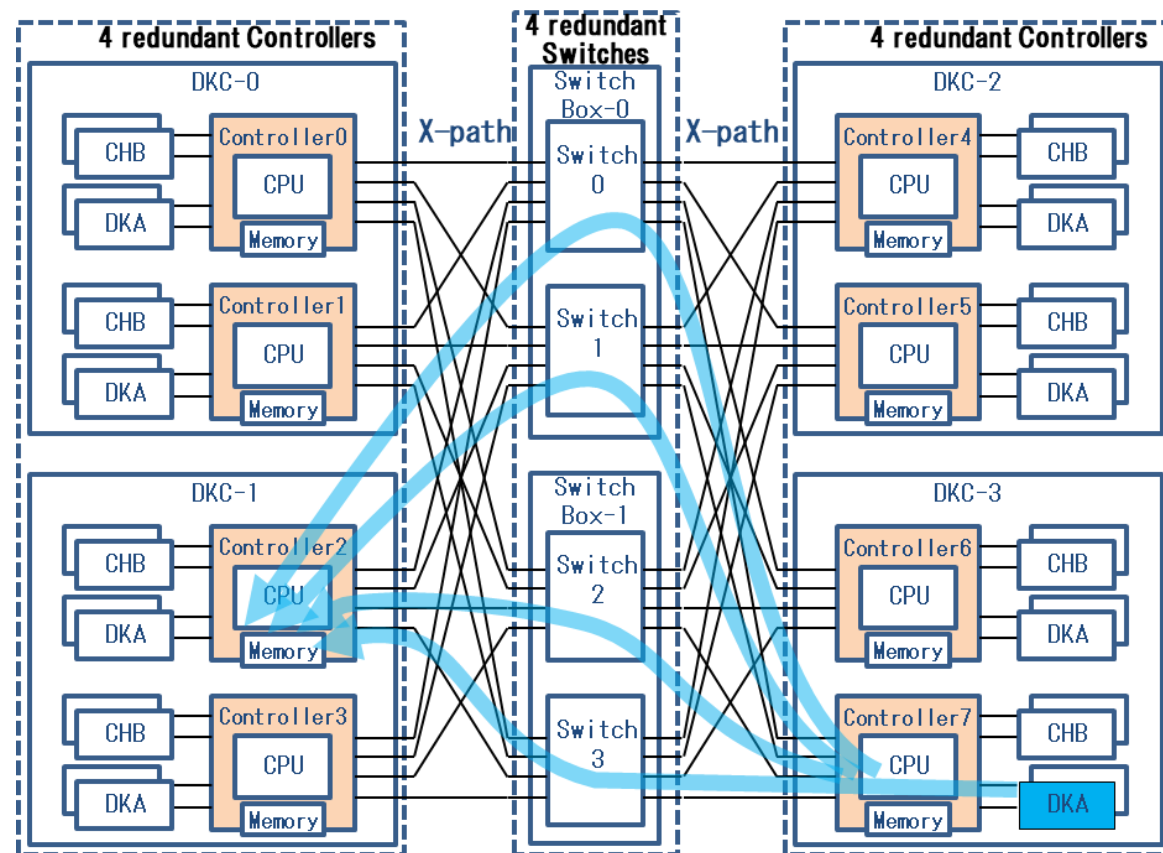 4 redundant Controllers
4 redundant
Switches
4 redundant Controllers
DKC-0
CHB
DKA
Controller0
CPU
Memory
CHB
DKA
Controller1
CPU
Memory
X-path
Switch
Box-0
Switch
0
Switch
1
X-path
DKC-2
Controller4
CPU
Memory
CHB
DKA
Controller5
CPU
Memory
CHB
DKA
DKC-1
CHB
DKA
Controller2
CPU
Memory
CHB
DKA
Controller3
CPU
Memory
Switch
Box-1
Switch
2
Switch
3
DKC-3
Controller6
CPU
Memory
CHB
DKA
Controller7
CPU
Memory
CHB
DKA